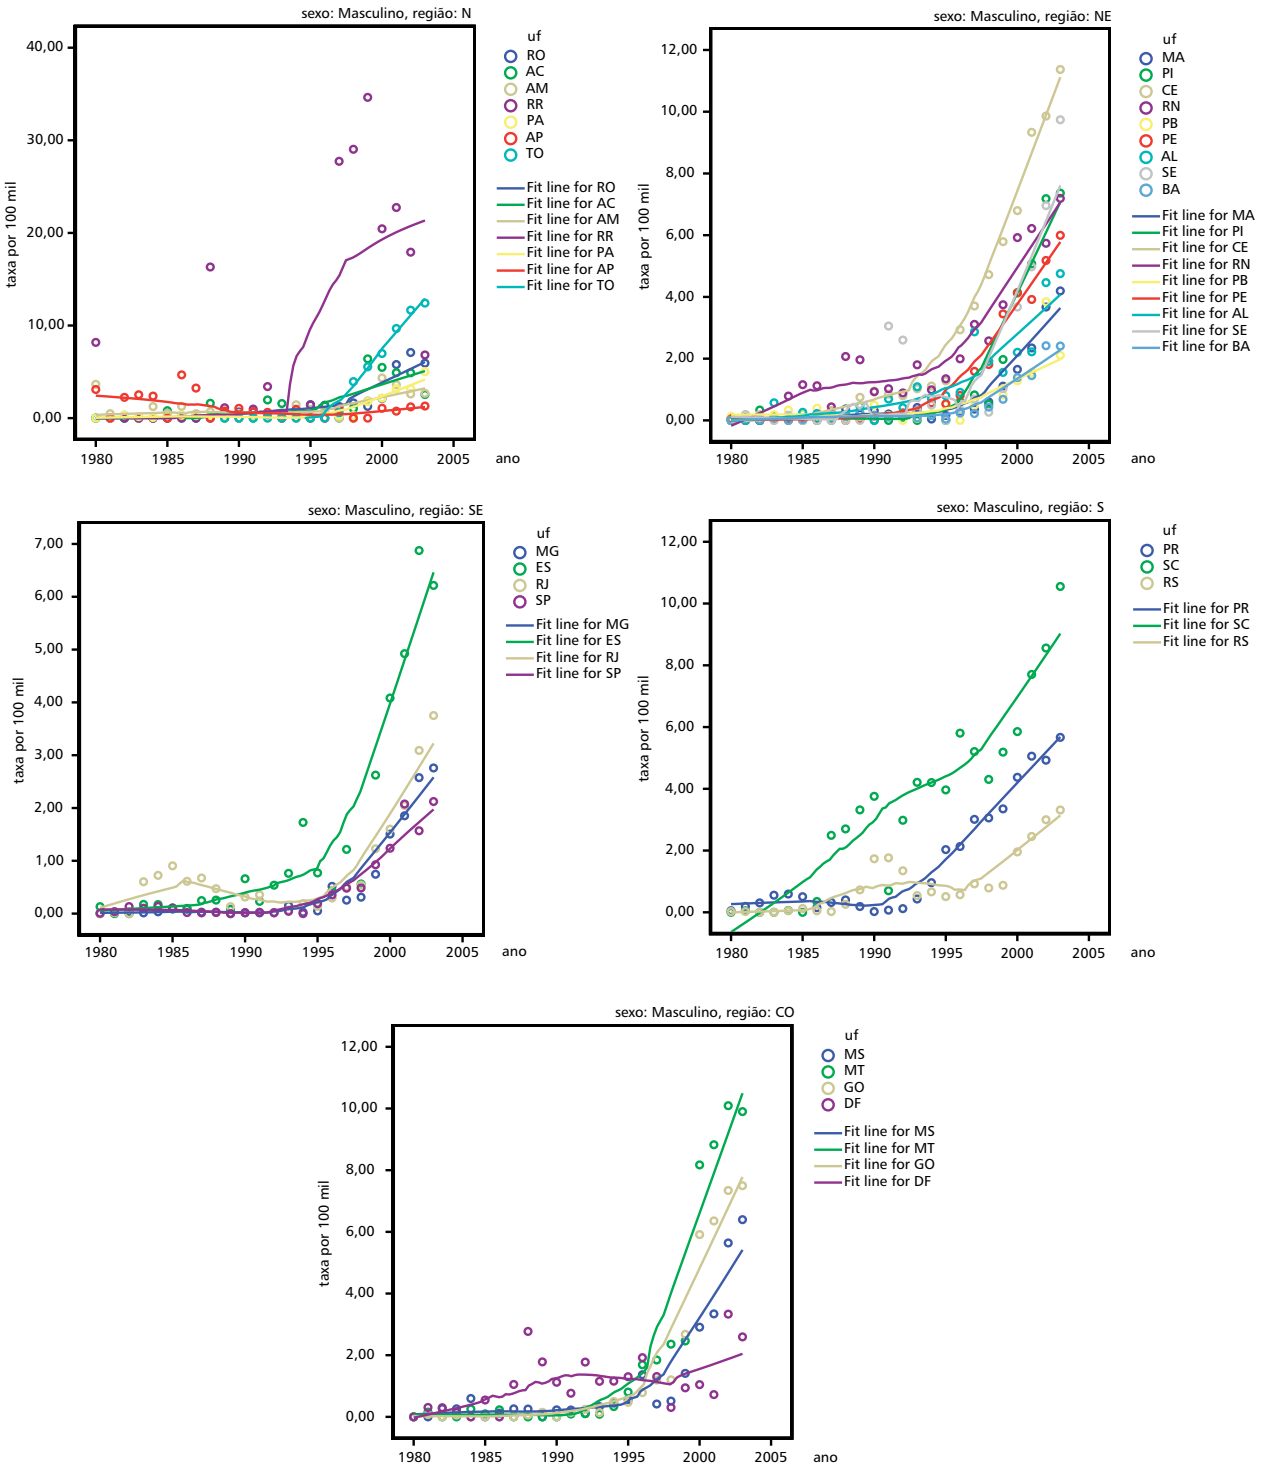 sexo: Masculino, região: N
uf
RO
AC
AM
RR
PA
AP
TO
Fit line for RO
Fit line for AC
Fit line for AM
Fit line for RR
Fit line for PA
Fit line for AP
Fit line for TO
taxa por 100 mil
40,00
30,00
20,00
10,00
0,00
1980 1985 1990 1995 2000 2005 ano
sexo: Masculino, região: NE
uf
MA
PI
CE
RN
PB
PE
AL
SE
BA
Fit line for MA
Fit line for PI
Fit line for CE
Fit line for RN
Fit line for PB
Fit line for PE
Fit line for AL
Fit line for SE
Fit line for BA
taxa por 100 mil
12,00
10,00
8,00
6,00
4,00
2,00
0,00
1980 1985 1990 1995 2000 2005 ano
sexo: Masculino, região: SE
uf
MG
ES
RJ
SP
Fit line for MG
Fit line for ES
Fit line for RJ
Fit line for SP
taxa por 100 mil
7,00
6,00
5,00
4,00
3,00
2,00
1,00
0,00
1980 1985 1990 1995 2000 2005 ano
sexo: Masculino, região: S
uf
PR
SC
RS
Fit line for PR
Fit line for SC
Fit line for RS
taxa por 100 mil
12,00
10,00
8,00
6,00
4,00
2,00
0,00
1980 1985 1990 1995 2000 2005 ano
sexo: Masculino, região: CO
uf
MS
MT
GO
DF
Fit line for MS
Fit line for MT
Fit line for GO
Fit line for DF
taxa por 100 mil
12,00
10,00
8,00
6,00
4,00
2,00
0,00
1980 1985 1990 1995 2000 2005 ano